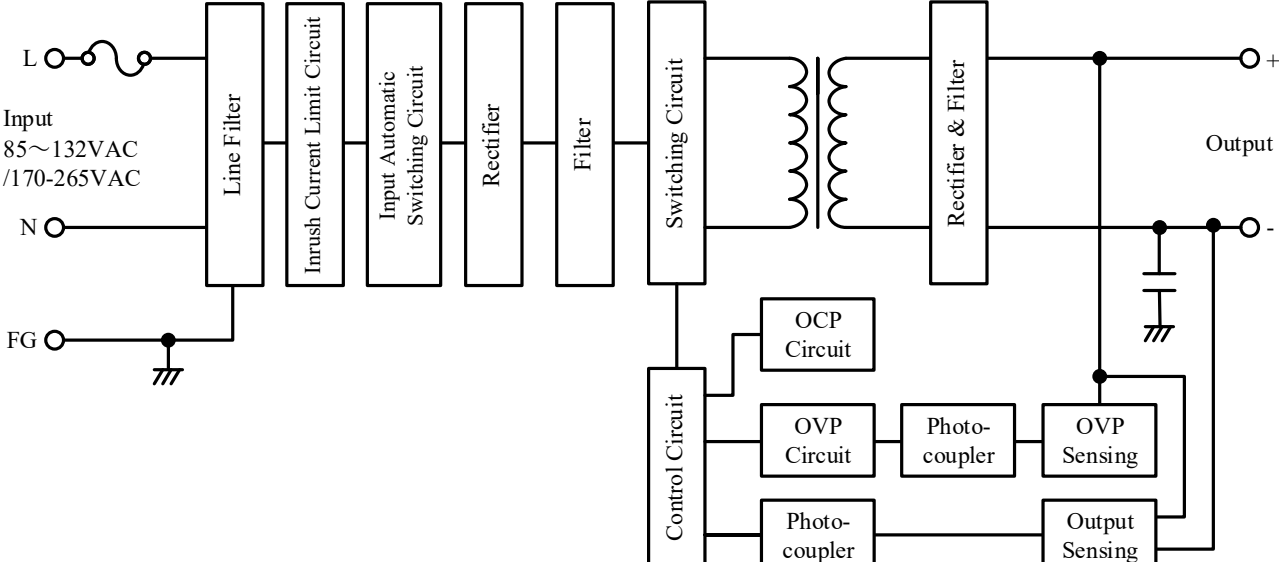 L
Input
85～132VAC
/170-265VAC
N
FG
Line Filter
Inrush Current Limit Circuit
Input Automatic
Switching Circuit
Rectifier
Filter
Switching Circuit
Rectifier & Filter
+
Output
-
Control Circuit
OCP
Circuit
OVP
Circuit
Photo-
coupler
OVP
Sensing
Photo-
coupler
Output
Sensing